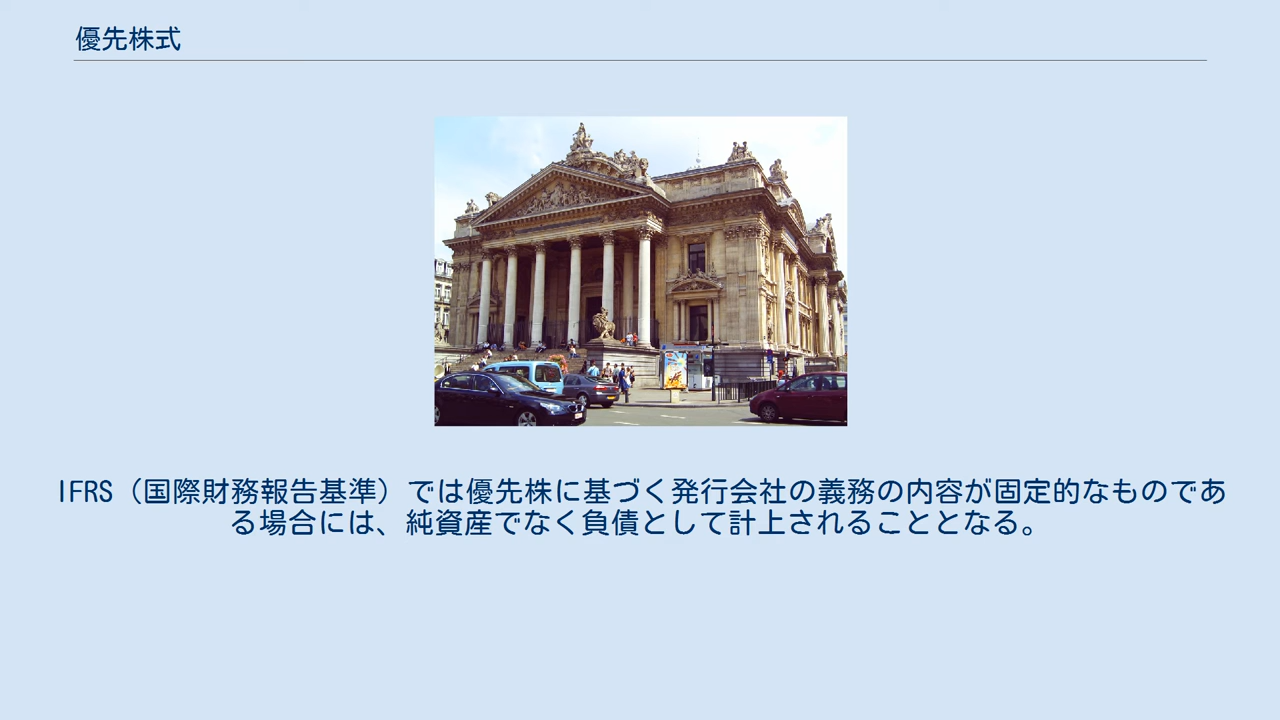 優先株式
IFRS（国際財務報告基準）では優先株に基づく発行会社の義務の内容が固定的なものであ
る場合には、純資産でなく負債として計上されることとなる。